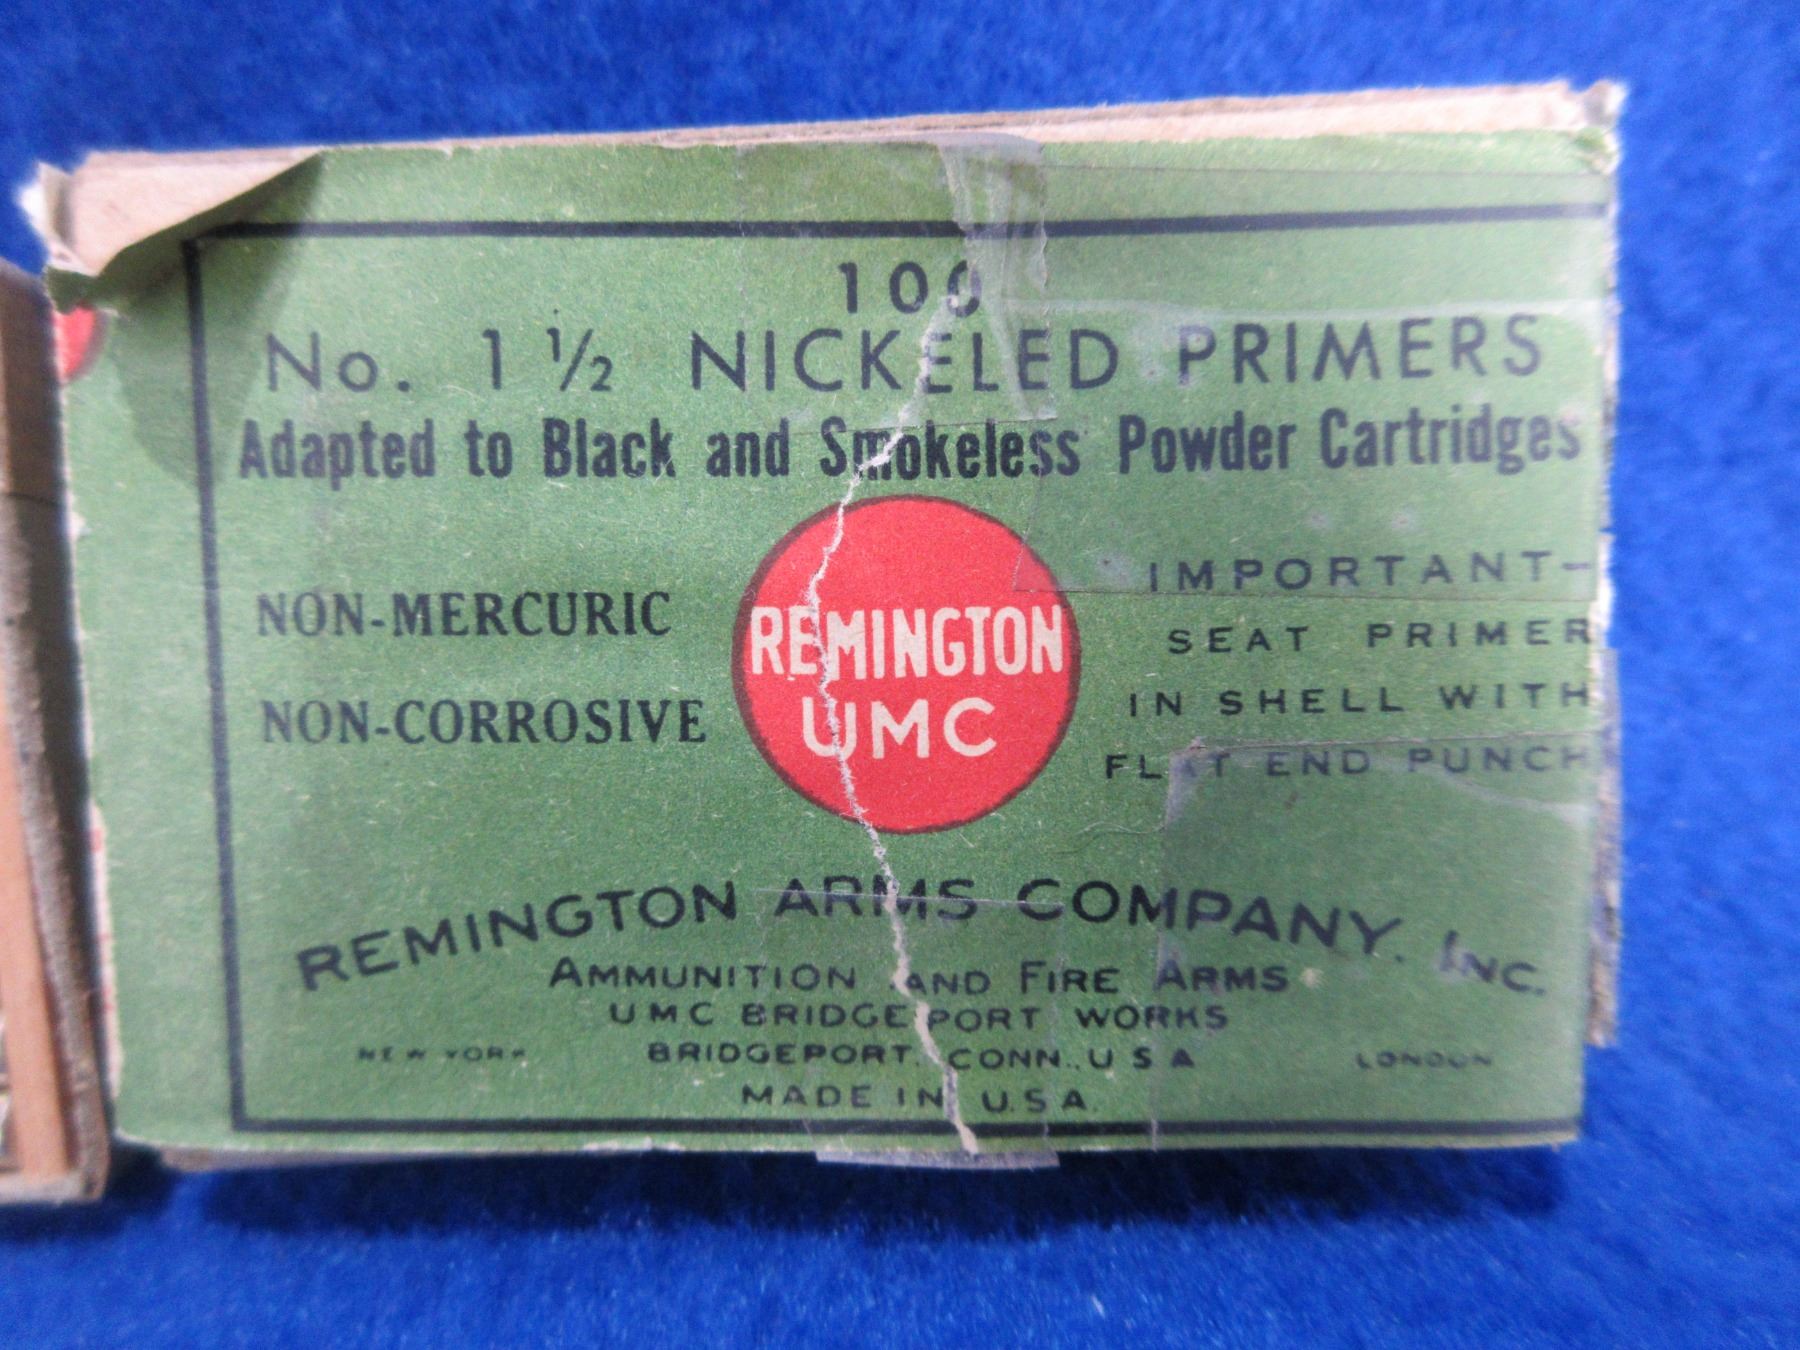 100
No. 1 ½ NICKELED PRIMERS
Adapted to Black and Smokeless Powder Cartridges
NON-MERCURIC
NON-CORROSIVE
REMINGTON
UMC
IMPORTANT-
SEAT PRIMER
IN SHELL WITH
FLAT END PUNCH
REMINGTON ARMS COMPANY, INC.
AMMUNITION AND FIRE ARMS
UMC BRIDGEPORT WORKS
NEW YORK BRIDGEPORT, CONN., U S A LONDON
MADE IN U.S A.